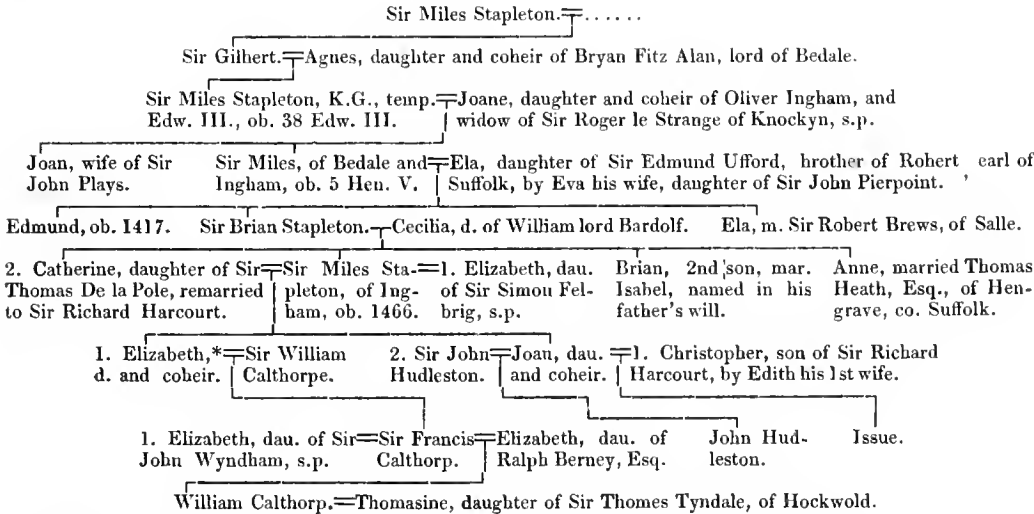 Sir Miles Stapleton.=......
Sir Gilhert.=Agnes, daughter and coheir of Bryan Fitz Alan, lord of Bedale.
Sir Miles Stapleton, K.G., temp.=Joane, daughter and coheir of Oliver Ingham, and
Edw. III., ob. 38 Edw. III. widow of Sir Roger le Strange of Knockyn, s.p.
Joan, wife of Sir
John Plays.
Sir Miles, of Bedale and=Ela, daughter of Sir Edmund Ufford, hrother of Rohert earl of
Ingham, ob. 5 Hen. V. Suffolk, by Eva his wife, daughter of Sir John Pierpoint.
Edmund, ob. 1417. Sir Brian Stapleton.=Cecilia, d. of William lord Bardolf. Ela, m. Sir Robert Brews, of Salle.
2. Catherine, daughter of Sir
Thomas De la Pole, remarried
to Sir Richard Harcourt.
=Sir Miles Sta-
pleton, of Ing-
ham, ob. 1466.
=1. Elizabeth, dau.
of Sir Simou Fel-
brig, s.p.
Brian, 2nd son, mar.
Isabel, named in his
father's will.
Anne, married Thomas
Heath, Esq., of Hen-
grave, co. Suffolk.
1. Elizabeth,*
d. and coheir.
=Sir William
Calthorpe.
2. Sir John
Hudleston.
=Joan, dau.
and coheir.
=1. Christopher, son of Sir Richard
Harcourt, by Edith his 1st wife.
1. Elizabeth, dau. of Sir
John Wyndham, s.p.
=Sir Francis
Calthorp.
=Elizabeth, dau. of
Ralph Berney, Esq.
John Hud-
leston.
Issue.
William Calthorp.=Thomasine, daughter of Sir Thomes Tyndale, of Hockwold.